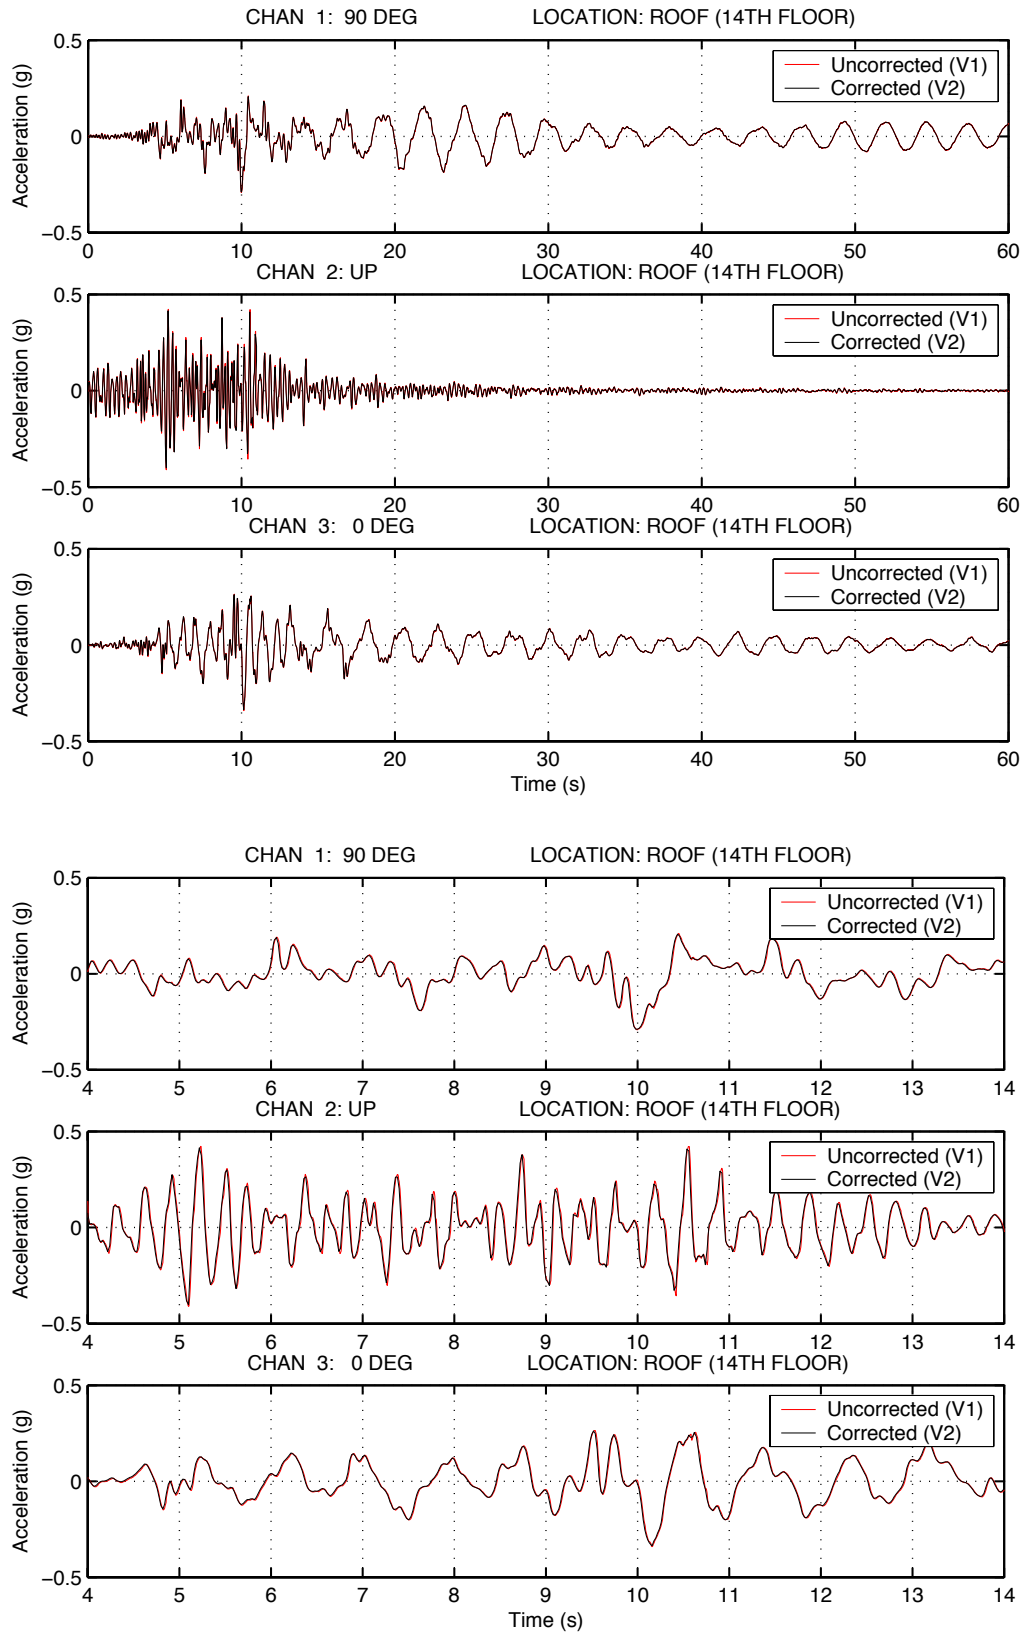 CHAN 1: 90 DEG LOCATION: ROOF (14TH FLOOR)
0.5
Uncorrected (V1)
Corrected (V2)
Acceleration (g)
0
−0.5
0 10 20 30 40 50 60
CHAN 2: UP LOCATION: ROOF (14TH FLOOR)
0.5
Uncorrected (V1)
Corrected (V2)
Acceleration (g)
0
−0.5
0 10 20 30 40 50 60
CHAN 3: 0 DEG LOCATION: ROOF (14TH FLOOR)
0.5
Uncorrected (V1)
Corrected (V2)
Acceleration (g)
0
−0.5
0 10 20 30 40 50 60
Time (s)
CHAN 1: 90 DEG LOCATION: ROOF (14TH FLOOR)
0.5
Uncorrected (V1)
Corrected (V2)
Acceleration (g)
0
−0.5
4 5 6 7 8 9 10 11 12 13 14
CHAN 2: UP LOCATION: ROOF (14TH FLOOR)
0.5
Uncorrected (V1)
Corrected (V2)
Acceleration (g)
0
−0.5
4 5 6 7 8 9 10 11 12 13 14
CHAN 3: 0 DEG LOCATION: ROOF (14TH FLOOR)
0.5
Uncorrected (V1)
Corrected (V2)
Acceleration (g)
0
−0.5
4 5 6 7 8 9 10 11 12 13 14
Time (s)